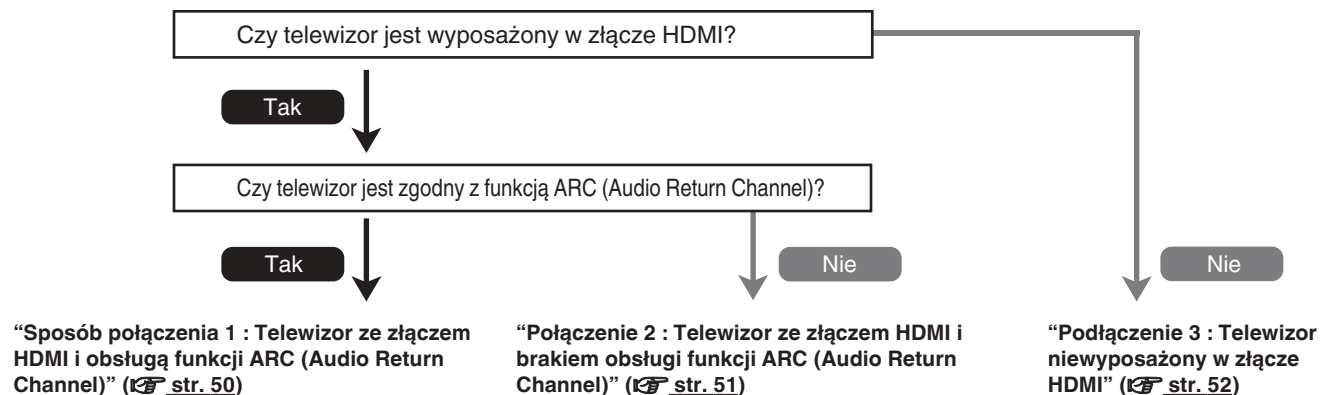 Czy telewizor jest wyposażony w złącze HDMI?
Tak
Czy telewizor jest zgodny z funkcją ARC (Audio Return Channel)?
Tak
Nie
Nie
“Sposób połączenia 1 : Telewizor ze złączem
HDMI i obsługą funkcji ARC (Audio Return
Channel)” (☞ str. 50)
“Połączenie 2 : Telewizor ze złączem HDMI i
brakiem obsługi funkcji ARC (Audio Return
Channel)” (☞ str. 51)
“Podłączenie 3 : Telewizor
niewyposażony w złącze
HDMI” (☞ str. 52)